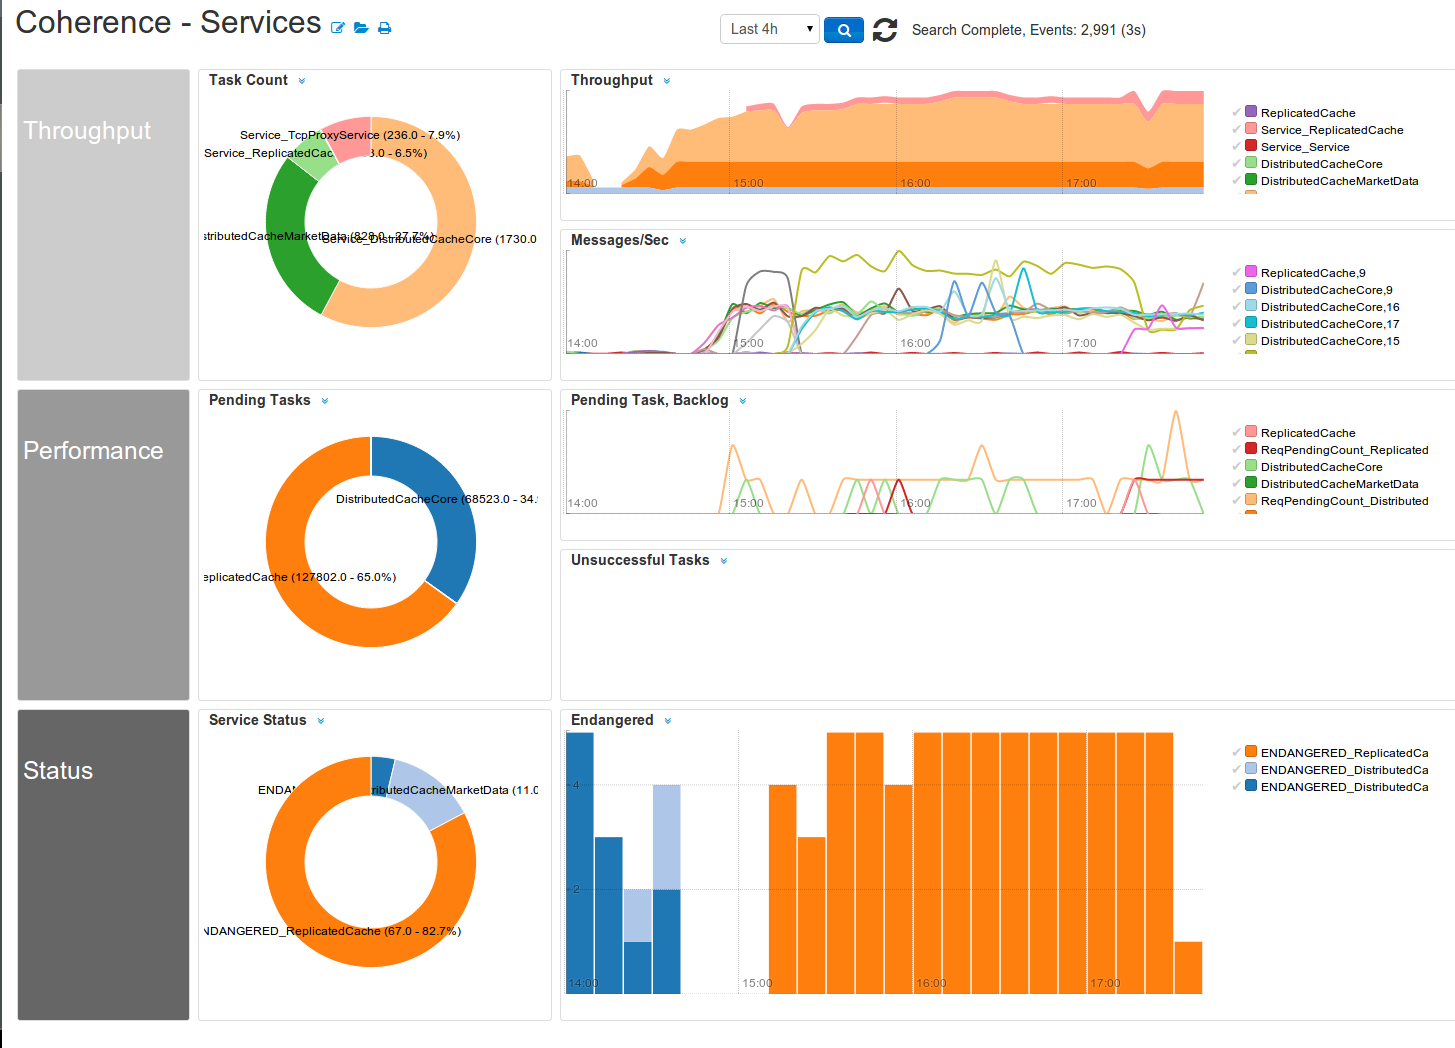 Coherence - Services
Last 4h
Search Complete, Events: 2,991 (3s)
Throughput
Task Count
Service_TcpProxyService (236.0 - 7.9%)
Service_ReplicatedCac 3.0 - 6.5%)
stributedCacheMarketData (828.0 - 27.7%)
Service_DistributedCacheCore (1730.0
Throughput
14:00
15:00
16:00
17:00
ReplicatedCache
Service_ReplicatedCache
Service_Service
DistributedCacheCore
DistributedCacheMarketData
Messages/Sec
14:00
15:00
16:00
17:00
ReplicatedCache,9
DistributedCacheCore,9
DistributedCacheCore,16
DistributedCacheCore,17
DistributedCacheCore,15
Performance
Pending Tasks
DistributedCacheCore (68523.0 - 34.
eplicatedCache (127802.0 - 65.0%)
Pending Task, Backlog
14:00
15:00
16:00
17:00
ReplicatedCache
ReqPendingCount_Replicated
DistributedCacheCore
DistributedCacheMarketData
ReqPendingCount_Distributed
Unsuccessful Tasks
Status
Service Status
ENDA ributedCacheMarketData (11.0
NDANGERED_ReplicatedCache (67.0 - 82.7%)
Endangered
4
2
14:00
15:00
16:00
17:00
ENDANGERED_ReplicatedCa
ENDANGERED_DistributedCa
ENDANGERED_DistributedCa